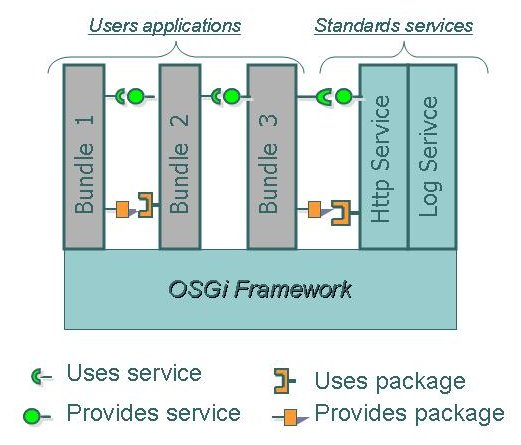 Users applications
Standards services
Bundle 1
Bundle 2
Bundle 3
Http Service
Log Serivce
OSGi Framework
Uses service
Uses package
Provides service
Provides package